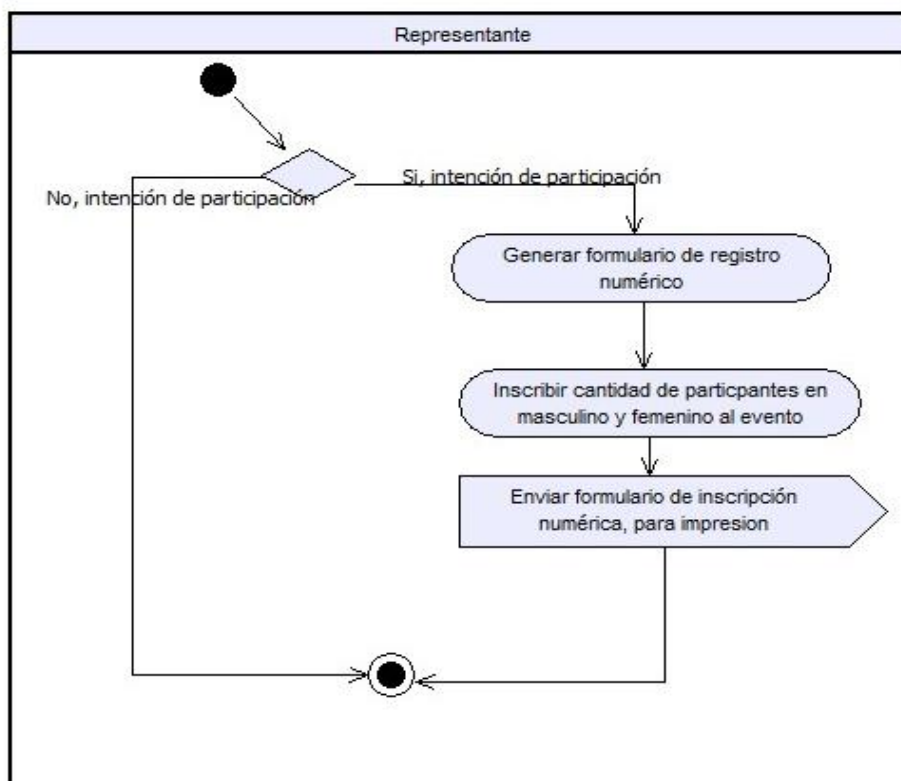 Representante
Si, intención de participación
No, intención de participación
Generar formulario de registro
numérico
Inscribir cantidad de particpantes en
masculino y femenino al evento
Enviar formulario de inscripción
numérica, para impresion